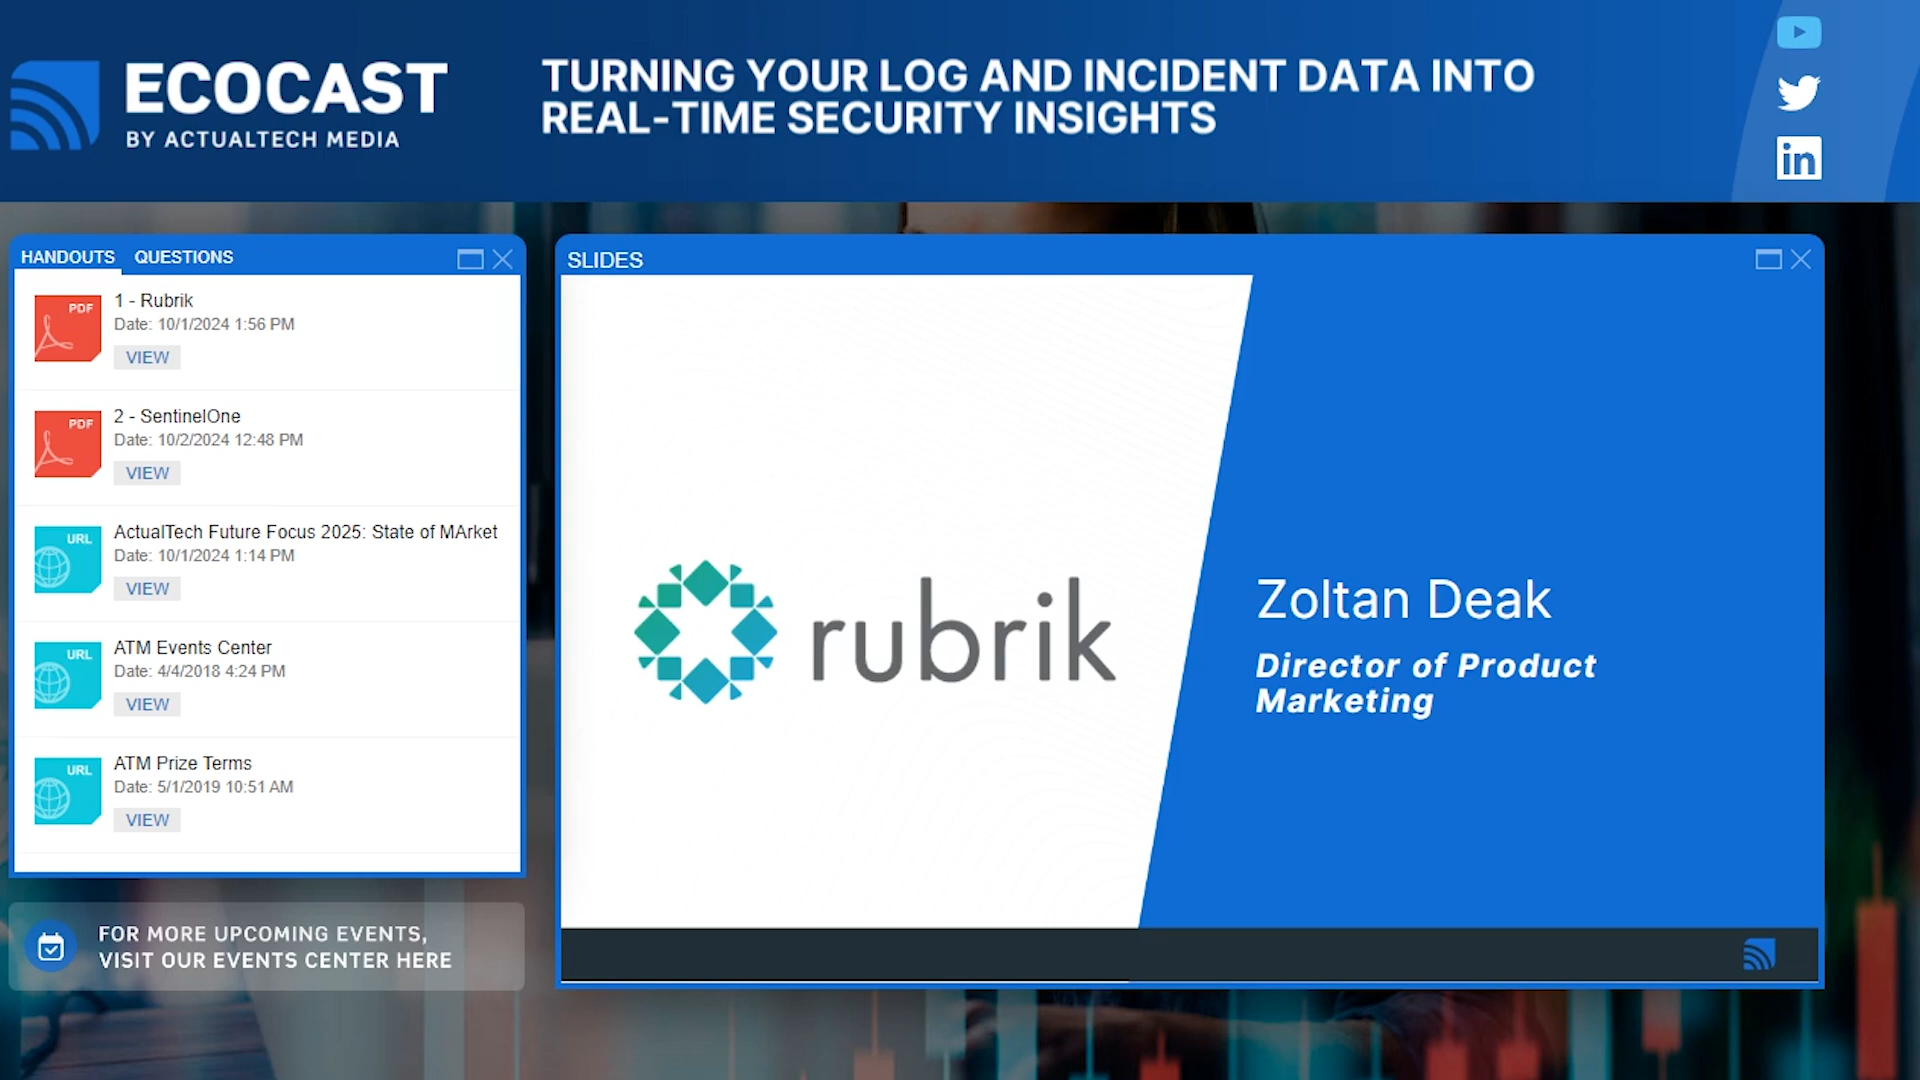 ECOCAST
BY ACTUALTECH MEDIA
TURNING YOUR LOG AND INCIDENT DATA INTO
REAL-TIME SECURITY INSIGHTS
in
HANDOUTS QUESTIONS
PDF
1 - Rubrik
Date: 10/1/2024 1:56 PM
VIEW
PDF
2 - SentinelOne
Date: 10/2/2024 12:48 PM
VIEW
URL
ActualTech Future Focus 2025: State of MArket
Date: 10/1/2024 1:14 PM
VIEW
URL
ATM Events Center
Date: 4/4/2018 4:24 PM
VIEW
URL
ATM Prize Terms
Date: 5/1/2019 10:51 AM
VIEW
FOR MORE UPCOMING EVENTS,
VISIT OUR EVENTS CENTER HERE
SLIDES
rubrik
Zoltan Deak
Director of Product
Marketing